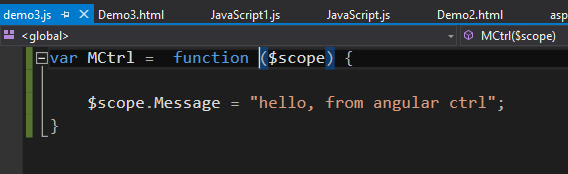 demo3.js Demo3.html JavaScript1.js JavaScript.js Demo2.html asp
<global> MCtrl($scope)
var MCtrl =  function ($scope) {
$scope.Message = "hello, from angular ctrl";
}